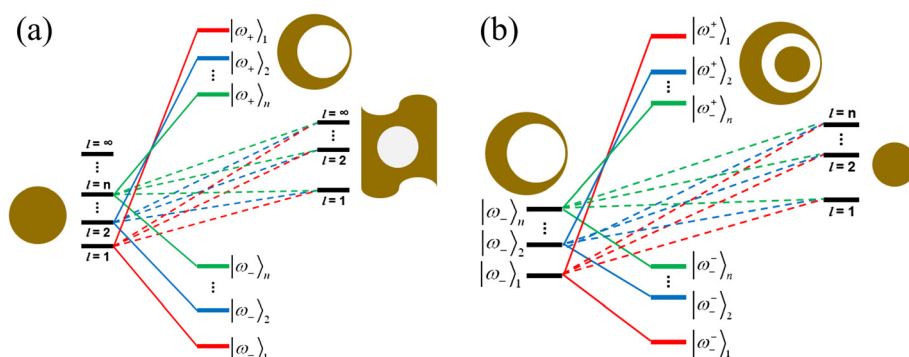 (a)
|ω₊⟩₁
|ω₊⟩₂
⋮
|ω₊⟩ₙ
l = ∞
⋮
l = n
⋮
l = 2
l = 1
l = ∞
⋮
l = 2
l = 1
|ω₋⟩ₙ
⋮
|ω₋⟩₂
|ω₋⟩₁
(b)
|ω₋⁺⟩₁
|ω₋⁺⟩₂
⋮
|ω₋⁺⟩ₙ
|ω₋⟩ₙ
⋮
|ω₋⟩₂
|ω₋⟩₁
l = n
⋮
l = 2
l = 1
|ω₋⁻⟩ₙ
⋮
|ω₋⁻⟩₂
|ω₋⁻⟩₁